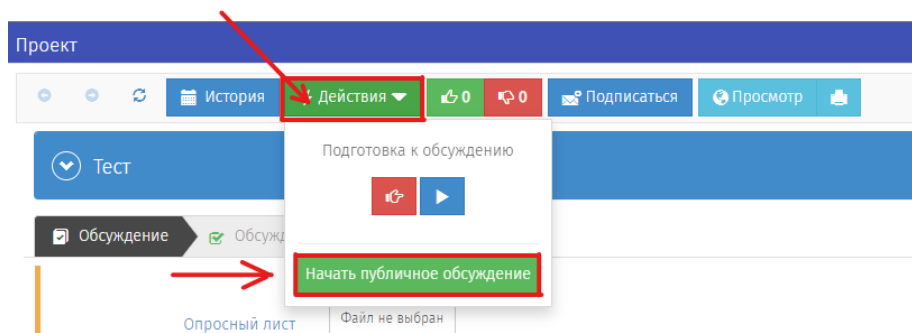 Проект
История Действия 0 0 Подписаться Просмотр
Тест
Подготовка к обсуждению
Обсуждение Обсужд
Начать публичное обсуждение
Опросный лист Файл не выбран